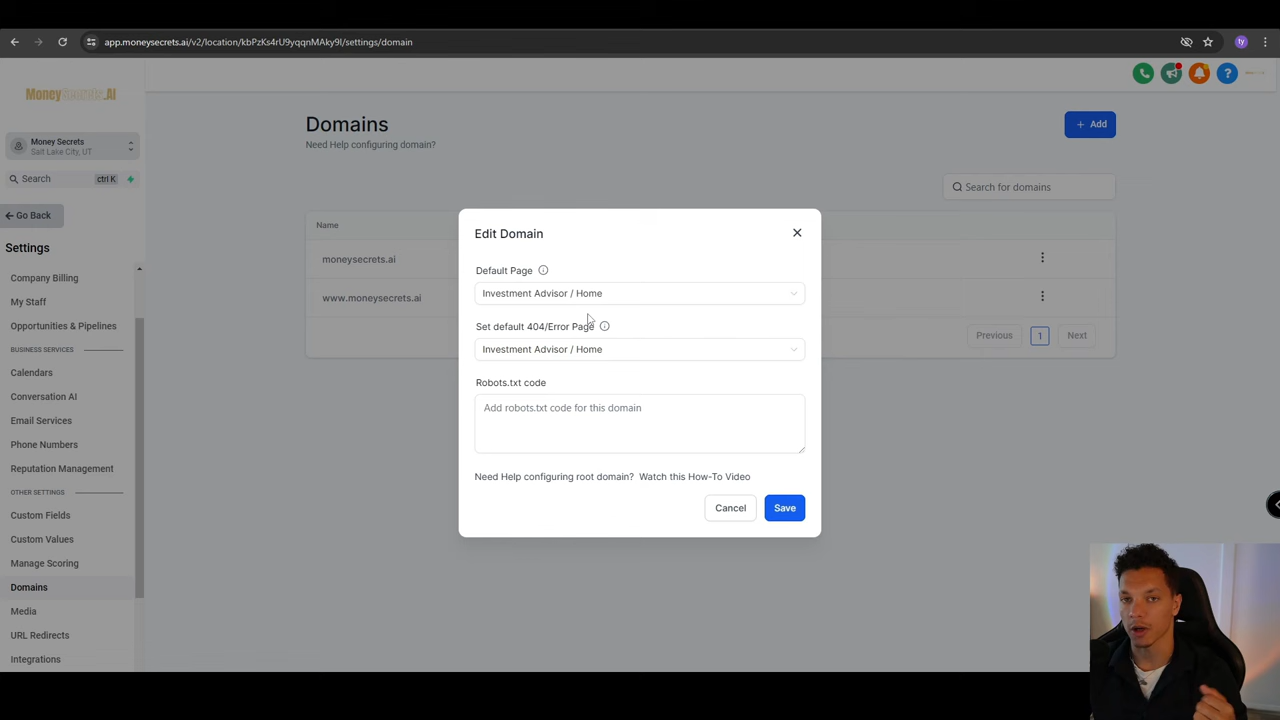 app.moneysecrets.ai/v2/location/kbPzKs4rU9yqqnMAky9l/settings/domain
ty
MoneySecrets.AI
Money Secrets
Salt Lake City, UT
Search
ctrl K
Go Back
Settings
Company Billing
My Staff
Opportunities & Pipelines
BUSINESS SERVICES
Calendars
Conversation AI
Email Services
Phone Numbers
Reputation Management
OTHER SETTINGS
Custom Fields
Custom Values
Manage Scoring
Domains
Media
URL Redirects
Integrations
Domains
Need Help configuring domain?
+ Add
Search for domains
Name
moneysecrets.ai
www.moneysecrets.ai
Previous
1
Next
Edit Domain
Default Page
Investment Advisor / Home
Set default 404/Error Page
Investment Advisor / Home
Robots.txt code
Add robots.txt code for this domain
Need Help configuring root domain? Watch this How-To Video
Cancel
Save